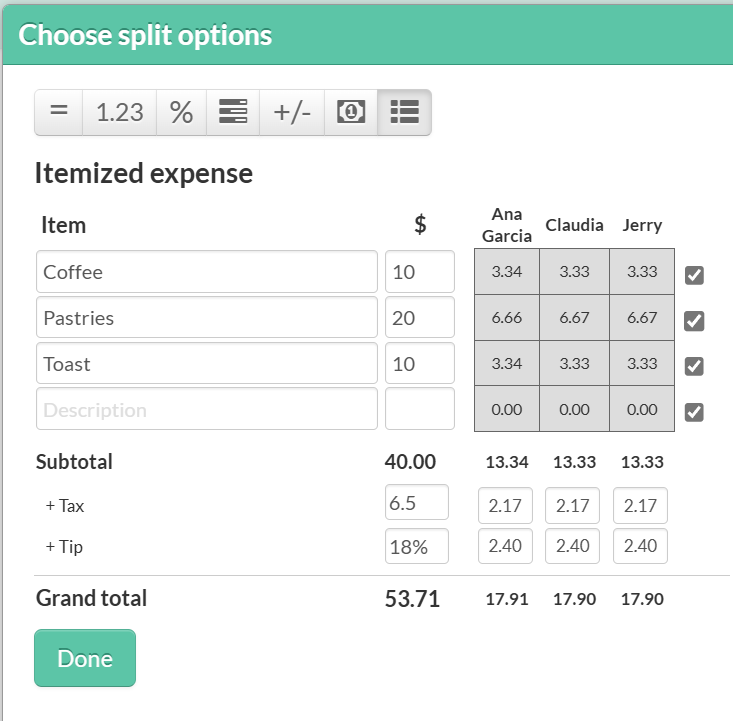 Choose split options
= 1.23 % +/- 1
Itemized expense
Item $ Ana Garcia Claudia Jerry
Coffee 10 3.34 3.33 3.33
Pastries 20 6.66 6.67 6.67
Toast 10 3.34 3.33 3.33
Description 0.00 0.00 0.00
Subtotal 40.00 13.34 13.33 13.33
+ Tax 6.5 2.17 2.17 2.17
+ Tip 18% 2.40 2.40 2.40
Grand total 53.71 17.91 17.90 17.90
Done